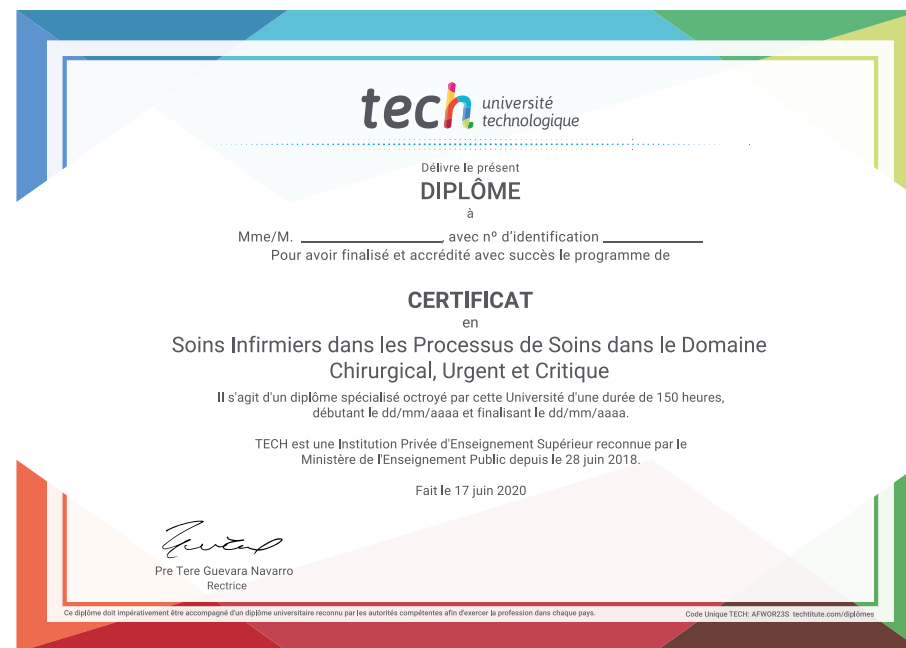 tech université
technologique
Délivre le présent
DIPLÔME
à
Mme/M. ____________________, avec nº d'identification ______________
Pour avoir finalisé et accrédité avec succès le programme de
CERTIFICAT
en
Soins Infirmiers dans les Processus de Soins dans le Domaine
Chirurgical, Urgent et Critique
Il s'agit d'un diplôme spécialisé octroyé par cette Université d'une durée de 150 heures,
débutant le dd/mm/aaaa et finalisant le dd/mm/aaaa.
TECH est une Institution Privée d'Enseignement Supérieur reconnue par le
Ministère de l'Enseignement Public depuis le 28 juin 2018.
Fait le 17 juin 2020
Pre Tere Guevara Navarro
Rectrice
Ce diplôme doit impérativement être accompagné d'un diplôme universitaire reconnu par les autorités compétentes afin d'exercer la profession dans chaque pays.
Code Unique TECH: AFWOR23S techtitute.com/diplômes